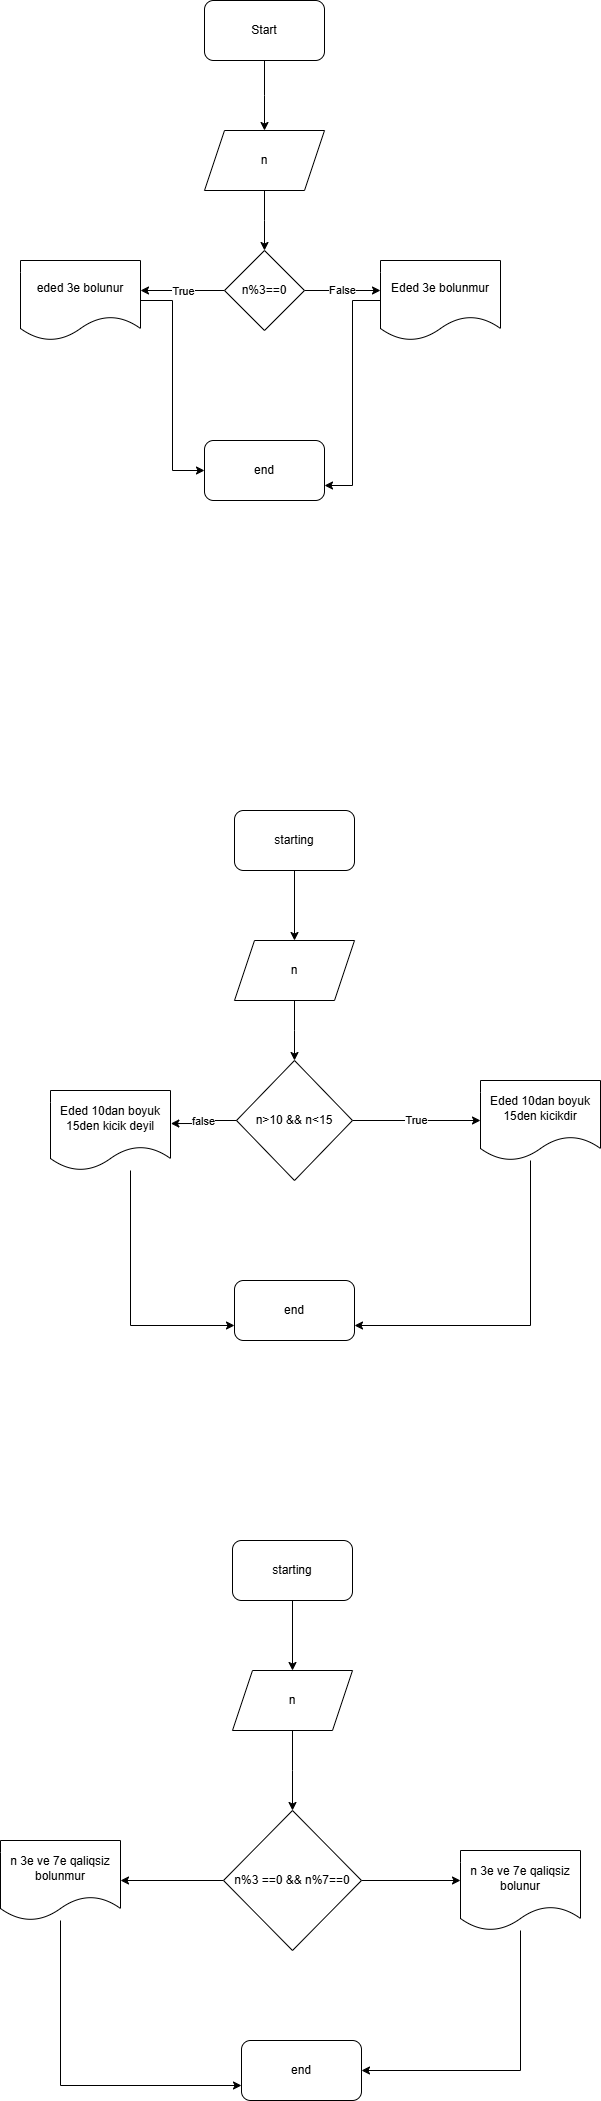 Start
n
eded 3e bolunur
True
n%3==0
False
Eded 3e bolunmur
end
starting
n
Eded 10dan boyuk
15den kicik deyil
false
n>10 && n<15
True
Eded 10dan boyuk
15den kicikdir
end
starting
n
n 3e ve 7e qaliqsiz
bolunmur
n%3 ==0 && n%7==0
n 3e ve 7e qaliqsiz
bolunur
end